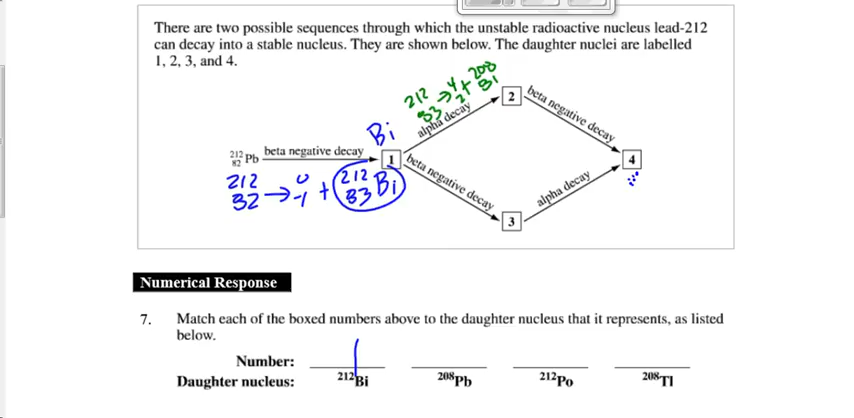 There are two possible sequences through which the unstable radioactive nucleus lead-212
can decay into a stable nucleus. They are shown below. The daughter nuclei are labelled
1, 2, 3, and 4.
212 83 → 4 2 + 208 81
alpha decay
2
beta negative decay
Bi
212 82 Pb
beta negative decay
1
4
212 82 → 0 -1 + 212 83 Bi
beta negative decay
3
alpha decay
Numerical Response
7. Match each of the boxed numbers above to the daughter nucleus that it represents, as listed
below.
Number: 1
Daughter nucleus: 212Bi 208Pb 212Po 208Tl